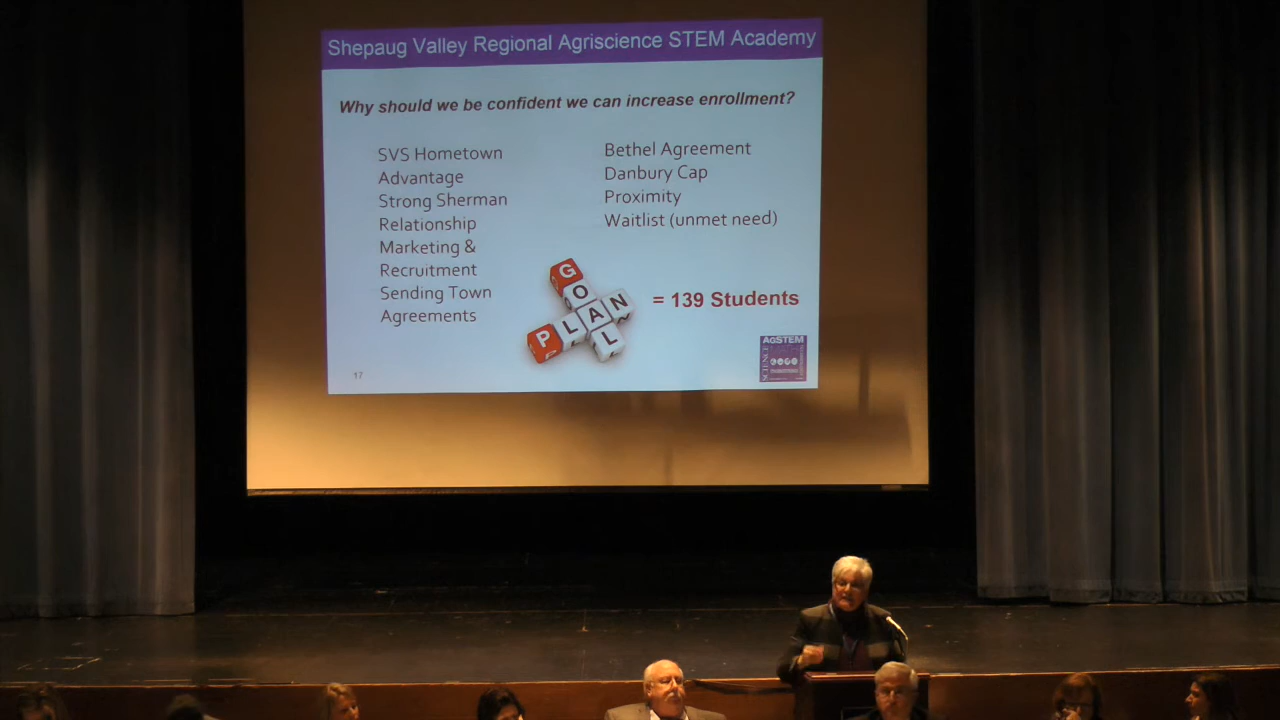 Shepaug Valley Regional Agriscience STEM Academy
Why should we be confident we can increase enrollment?
SVS Hometown
Advantage
Strong Sherman
Relationship
Marketing &
Recruitment
Sending Town
Agreements
Bethel Agreement
Danbury Cap
Proximity
Waitlist (unmet need)
GOAL
PLAN
= 139 Students
17
AGSTEM
SCIENCE